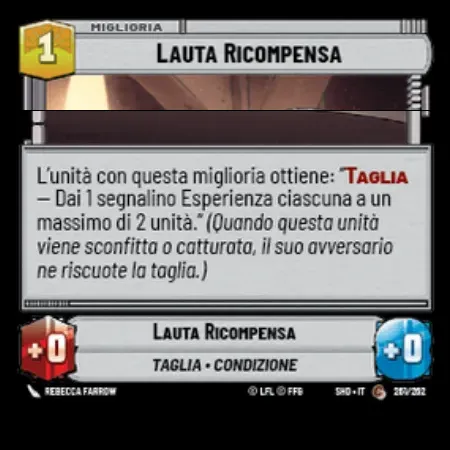 MIGLIORIA
1
LAUTA RICOMPENSA
L'unità con questa miglioria ottiene: "TAGLIA
– Dai 1 segnalino Esperienza ciascuna a un
massimo di 2 unità." (Quando questa unità
viene sconfitta o catturata, il suo avversario
ne riscuote la taglia.)
LAUTA RICOMPENSA
+0
TAGLIA • CONDIZIONE
+0
REBECCA FARROW
© LFL © FFG
SHD • IT
261/262